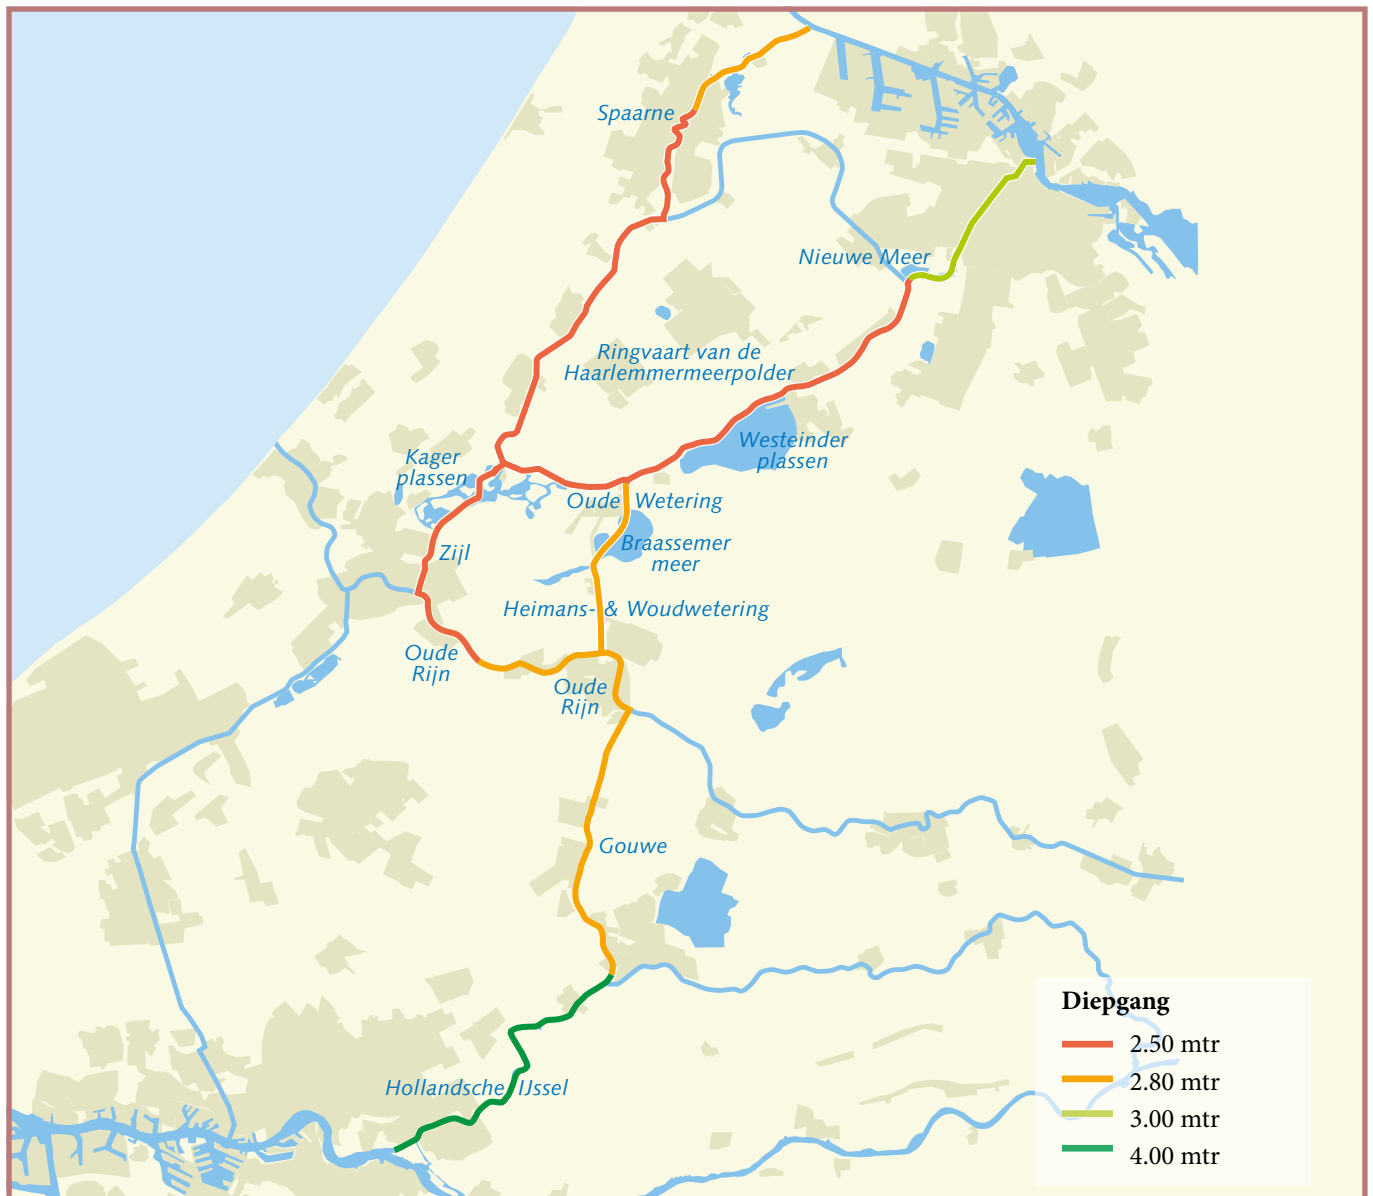 Spaarne
Nieuwe Meer
Ringvaart van de
Haarlemmermeerpolder
Westeinder
plassen
Kager
plassen
Oude Wetering
Braassemer
meer
Zijl
Heimans- & Woudwetering
Oude
Rijn
Oude
Rijn
Gouwe
Hollandsche IJssel
Diepgang
2.50 mtr
2.80 mtr
3.00 mtr
4.00 mtr